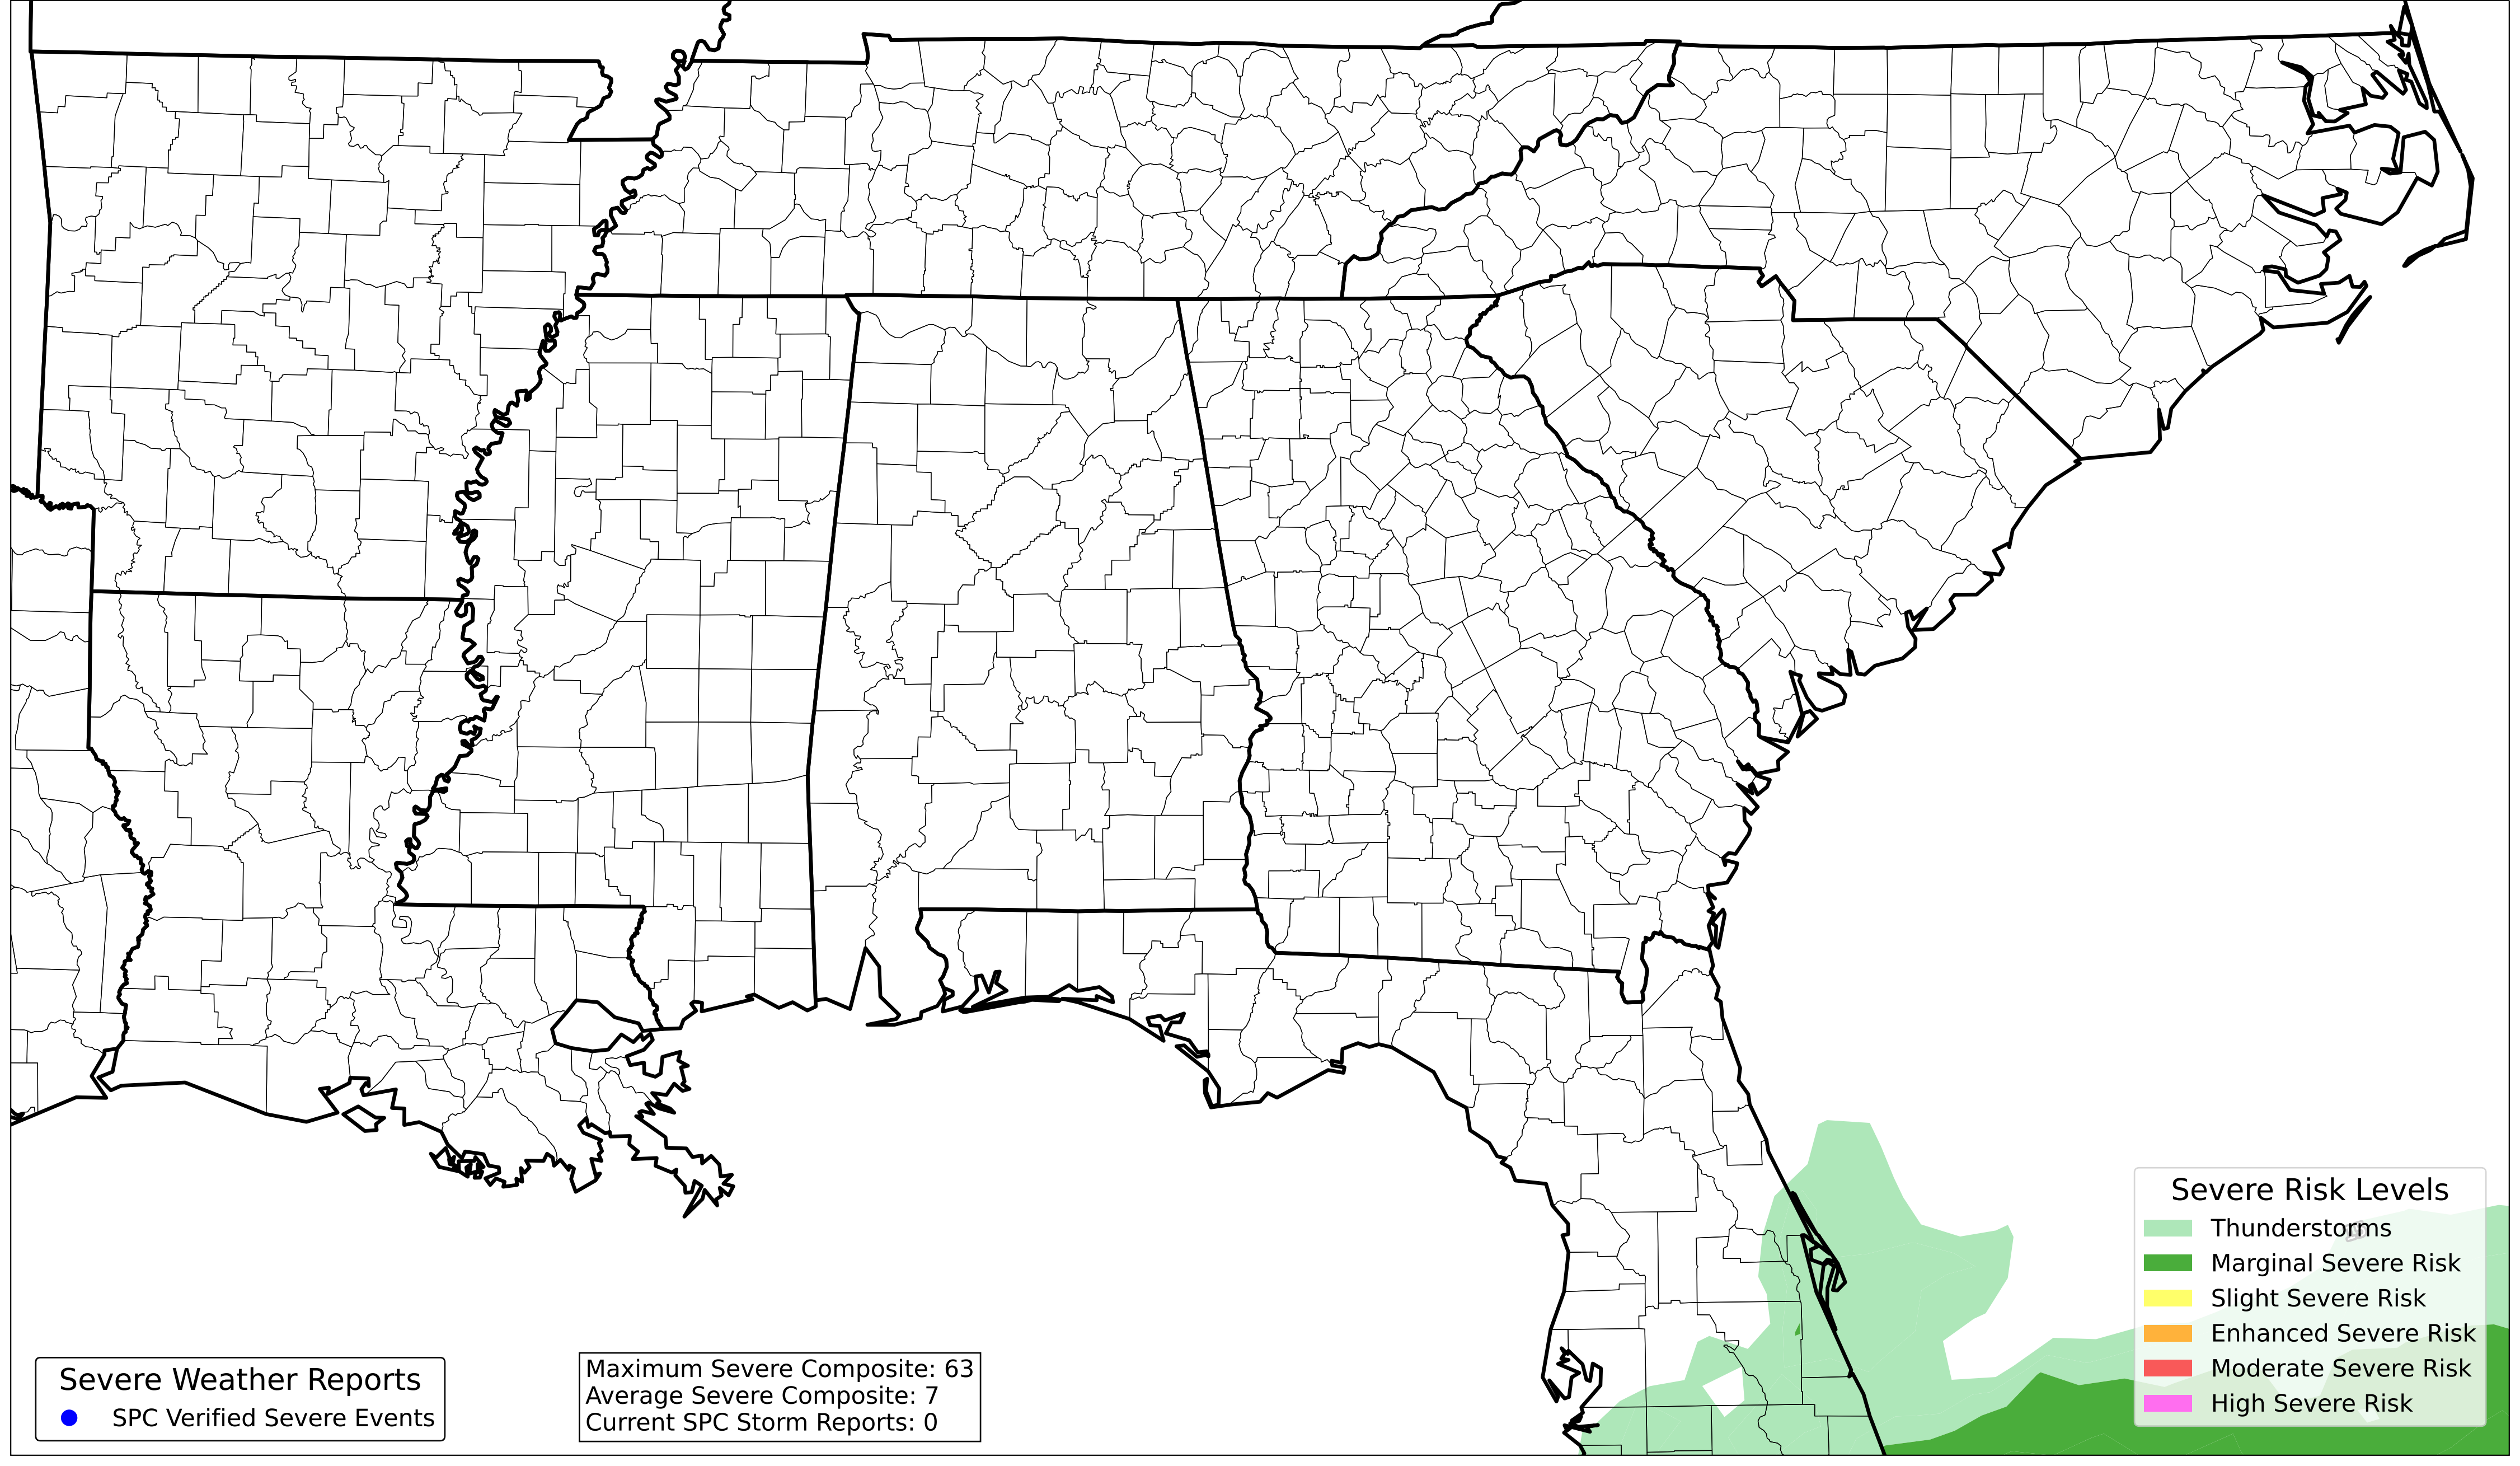 Severe Risk Levels
Thunderstorms
Marginal Severe Risk
Slight Severe Risk
Enhanced Severe Risk
Moderate Severe Risk
High Severe Risk
Severe Weather Reports
SPC Verified Severe Events
Maximum Severe Composite: 63
Average Severe Composite: 7
Current SPC Storm Reports: 0